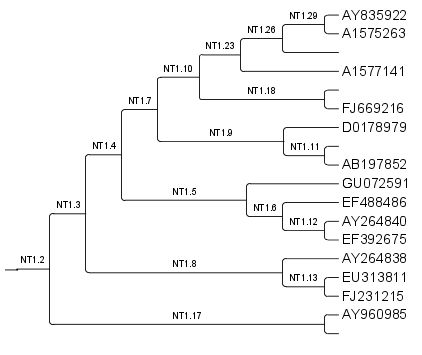 NT1.29 AY835922
NT1.26 A1575263
NT1.23
NT1.10 A1577141
NT1.18
NT1.7 FJ669216
D0178979
NT1.9
NT1.4 NT1.11
AB197852
GU072591
NT1.5
NT1.3 NT1.6 EF488486
NT1.12 AY264840
EF392675
NT1.2 NT1.8 AY264838
NT1.13 EU313811
FJ231215
NT1.17 AY960985